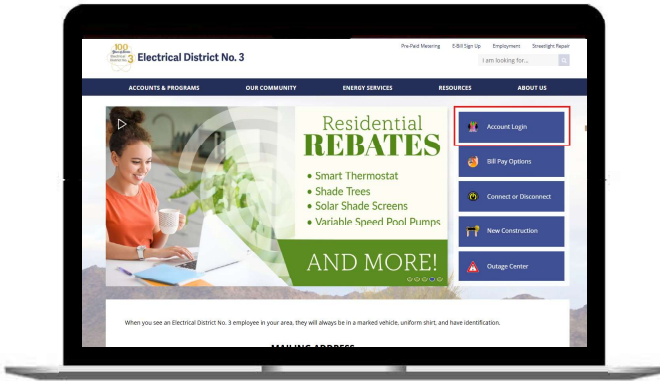 100
Electrical District No. 3
Pre-Paid Metering E-Bill Sign Up Employment Streetlight Repair
I am looking for...
ACCOUNTS & PROGRAMS OUR COMMUNITY ENERGY SERVICES RESOURCES ABOUT US
Residential
REBATES
• Smart Thermostat
• Shade Trees
• Solar Shade Screens
• Variable Speed Pool Pumps
AND MORE!
Account Login
Bill Pay Options
Connect or Disconnect
New Construction
Outage Center
When you see an Electrical District No. 3 employee in your area, they will always be in a marked vehicle, uniform shirt, and have identification.
MAILING ADDRESS